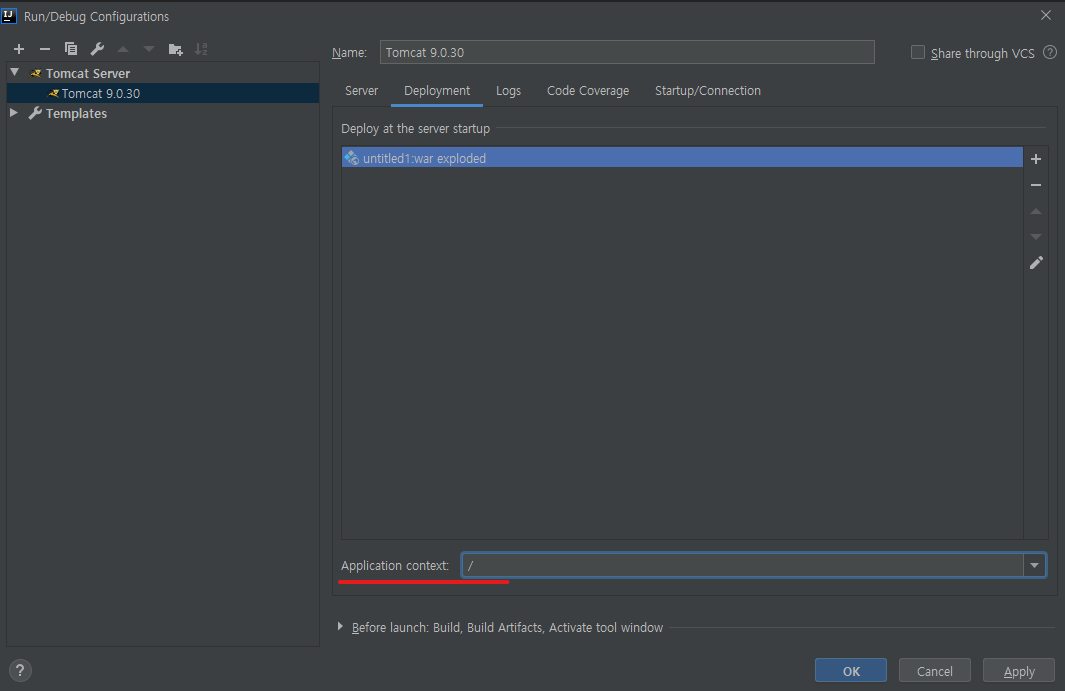 Run/Debug Configurations
Name: Tomcat 9.0.30
Share through VCS ?
Tomcat Server
Tomcat 9.0.30
Templates
Server Deployment Logs Code Coverage Startup/Connection
Deploy at the server startup
untitled1:war exploded
Application context: /
Before launch: Build, Build Artifacts, Activate tool window
? OK Cancel Apply